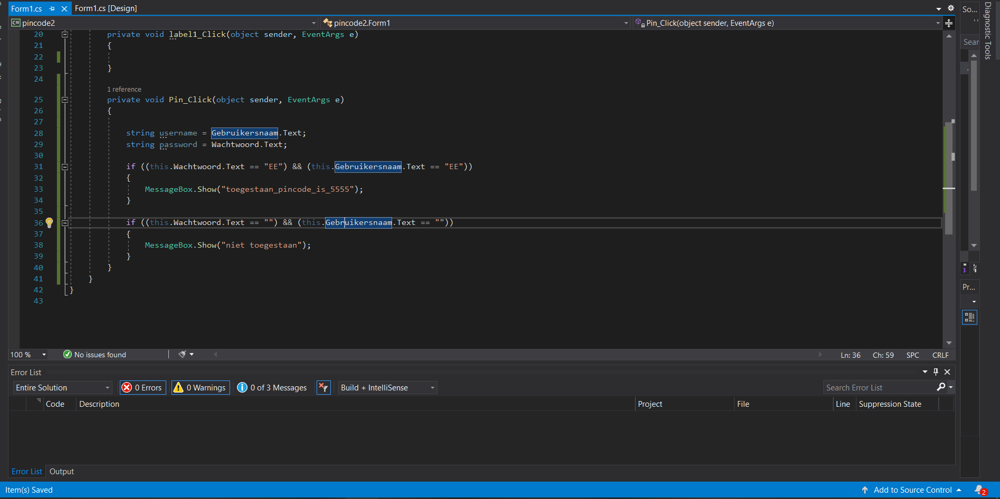 Form1.cs
Form1.cs [Design]
So...
Diagnostic Tools
C# pincode2
pincode2.Form1
Pin_Click(object sender, EventArgs e)
Sear
20 private void label1_Click(object sender, EventArgs e)
21 {
22
23 }
24
1 reference
25 private void Pin_Click(object sender, EventArgs e)
26 {
27
28 string username = Gebruikersnaam.Text;
29 string password = Wachtwoord.Text;
30
31 if ((this.Wachtwoord.Text == "EE") && (this.Gebruikersnaam.Text == "EE"))
32 {
33 MessageBox.Show("toegestaan_pincode_is_5555");
34 }
35
36 if ((this.Wachtwoord.Text == "") && (this.Gebruikersnaam.Text == ""))
37 {
38 MessageBox.Show("niet toegestaan");
39 }
40 }
41 }
42 }
43
Pr...
100 %
No issues found
Ln: 36 Ch: 59 SPC CRLF
Error List
Entire Solution
0 Errors
0 Warnings
0 of 3 Messages
Build + IntelliSense
Search Error List
Code Description Project File Line Suppression State
Error List Output
Item(s) Saved
Add to Source Control
2